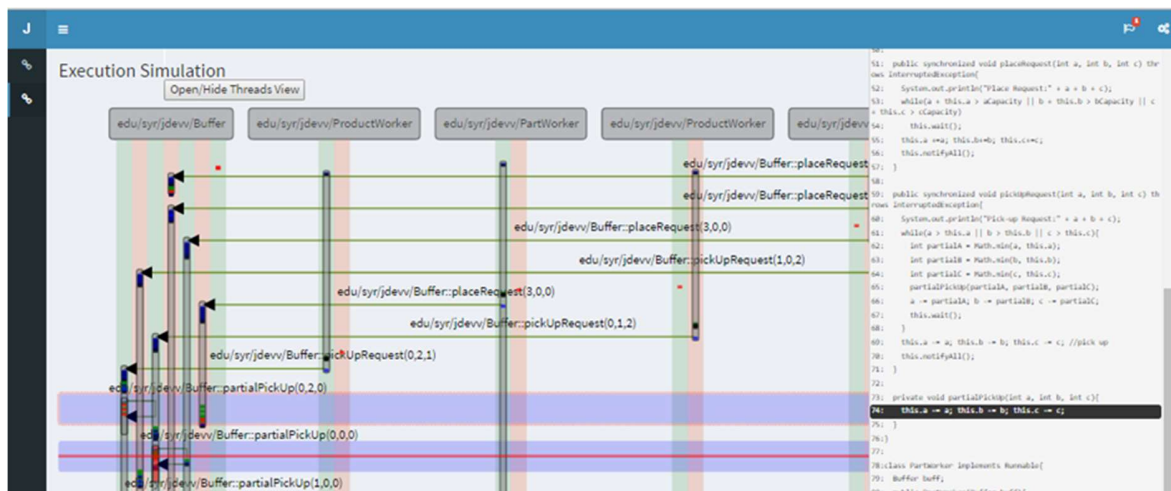 J
Execution Simulation
Open/Hide Threads View
edu/syr/jdevv/Buffer
edu/syr/jdevv/ProductWorker
edu/syr/jdevv/PartWorker
edu/syr/jdevv/ProductWorker
edu/syr/jdevv
edu/syr/jdevv/Buffer::placeRequest
edu/syr/jdevv/Buffer::placeRequest
edu/syr/jdevv/Buffer::placeRequest(3,0,0)
edu/syr/jdevv/Buffer::pickUpRequest(1,0,2)
edu/syr/jdevv/Buffer::placeRequest(3,0,0)
edu/syr/jdevv/Buffer::pickUpRequest(0,1,2)
edu/syr/jdevv/Buffer::pickUpRequest(0,2,1)
edu/syr/jdevv/Buffer::partialPickUp(0,2,0)
edu/syr/jdevv/Buffer::partialPickUp(0,0,0)
edu/syr/jdevv/Buffer::partialPickUp(1,0,0)
51: public synchronized void placeRequest(int a, int b, int c) thr
ows interruptedException{
52: System.out.println("Place Request:" + a + b + c);
53: while(a + this.a > aCapacity || b + this.b > bCapacity || c
+ this.c > cCapacity)
54: this.wait();
55: this.a +=a; this.b+=b; this.c+=c;
56: this.notifyAll();
57: }
58:
59: public synchronized void pickUpRequest(int a, int b, int c) th
rows interruptedException{
60: System.out.println("Pick-up Request:" + a + b + c);
61: while(a > this.a || b > this.b || c > this.c){
62: int partialA = Math.min(a, this.a);
63: int partialB = Math.min(b, this.b);
64: int partialC = Math.min(c, this.c);
65: partialPickUp(partialA, partialB, partialC);
66: a -= partialA; b -= partialB; c -= partialC;
67: this.wait();
68: }
69: this.a -= a; this.b -= b; this.c -= c; //pick up
70: this.notifyAll();
71: }
72:
73: private void partialPickUp(int a, int b, int c){
74: this.a -= a; this.b -= b; this.c -= c;
75: }
76:}
77:
78:class PartWorker implements Runnable{
79: Buffer buff;